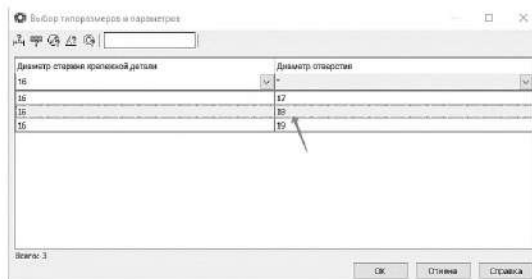 Выбор типоразмеров и параметров
Диаметр стержня крепежной детали Диаметр отверстия
16 *
16 17
16 18
16 19
Всего: 3
OK Отмена Справка